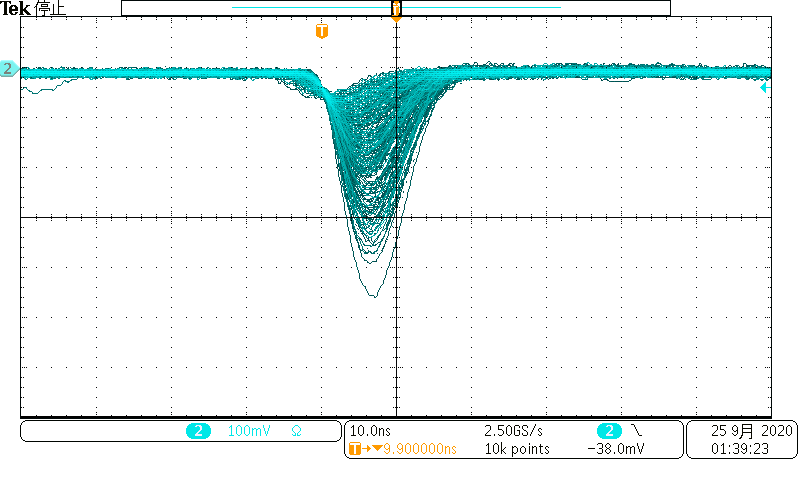 Tek 停止
T
2
2 100mV Ω
10.0ns 2.50GS/s 2
T→▼9.900000ns 10k points −38.0mV
25 9月 2020
01:39:23